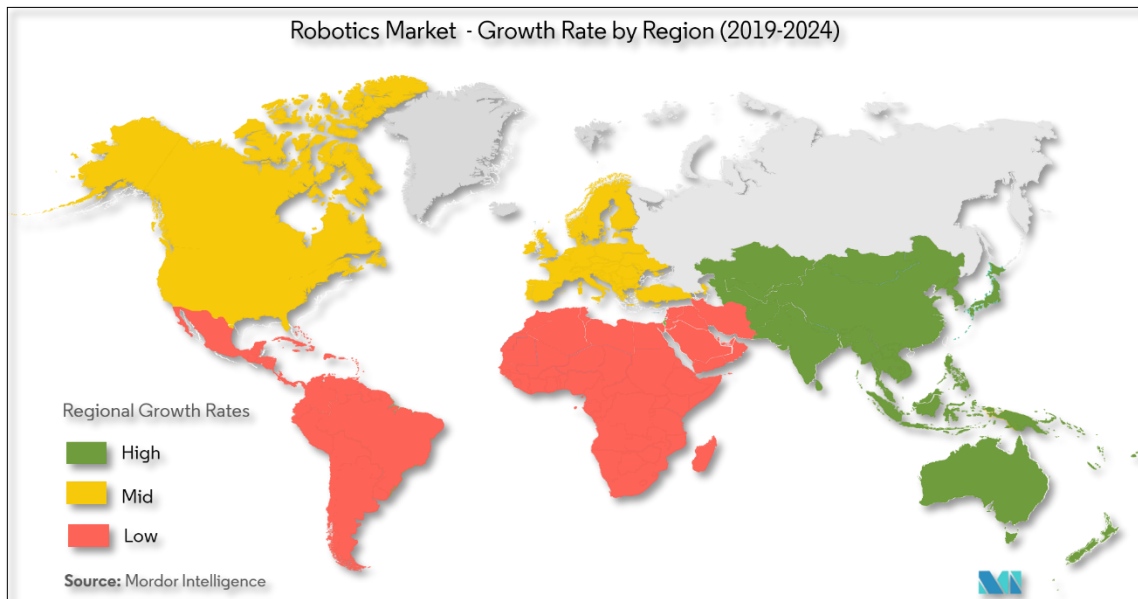 Robotics Market - Growth Rate by Region (2019-2024)
Regional Growth Rates
High
Mid
Low
Source: Mordor Intelligence